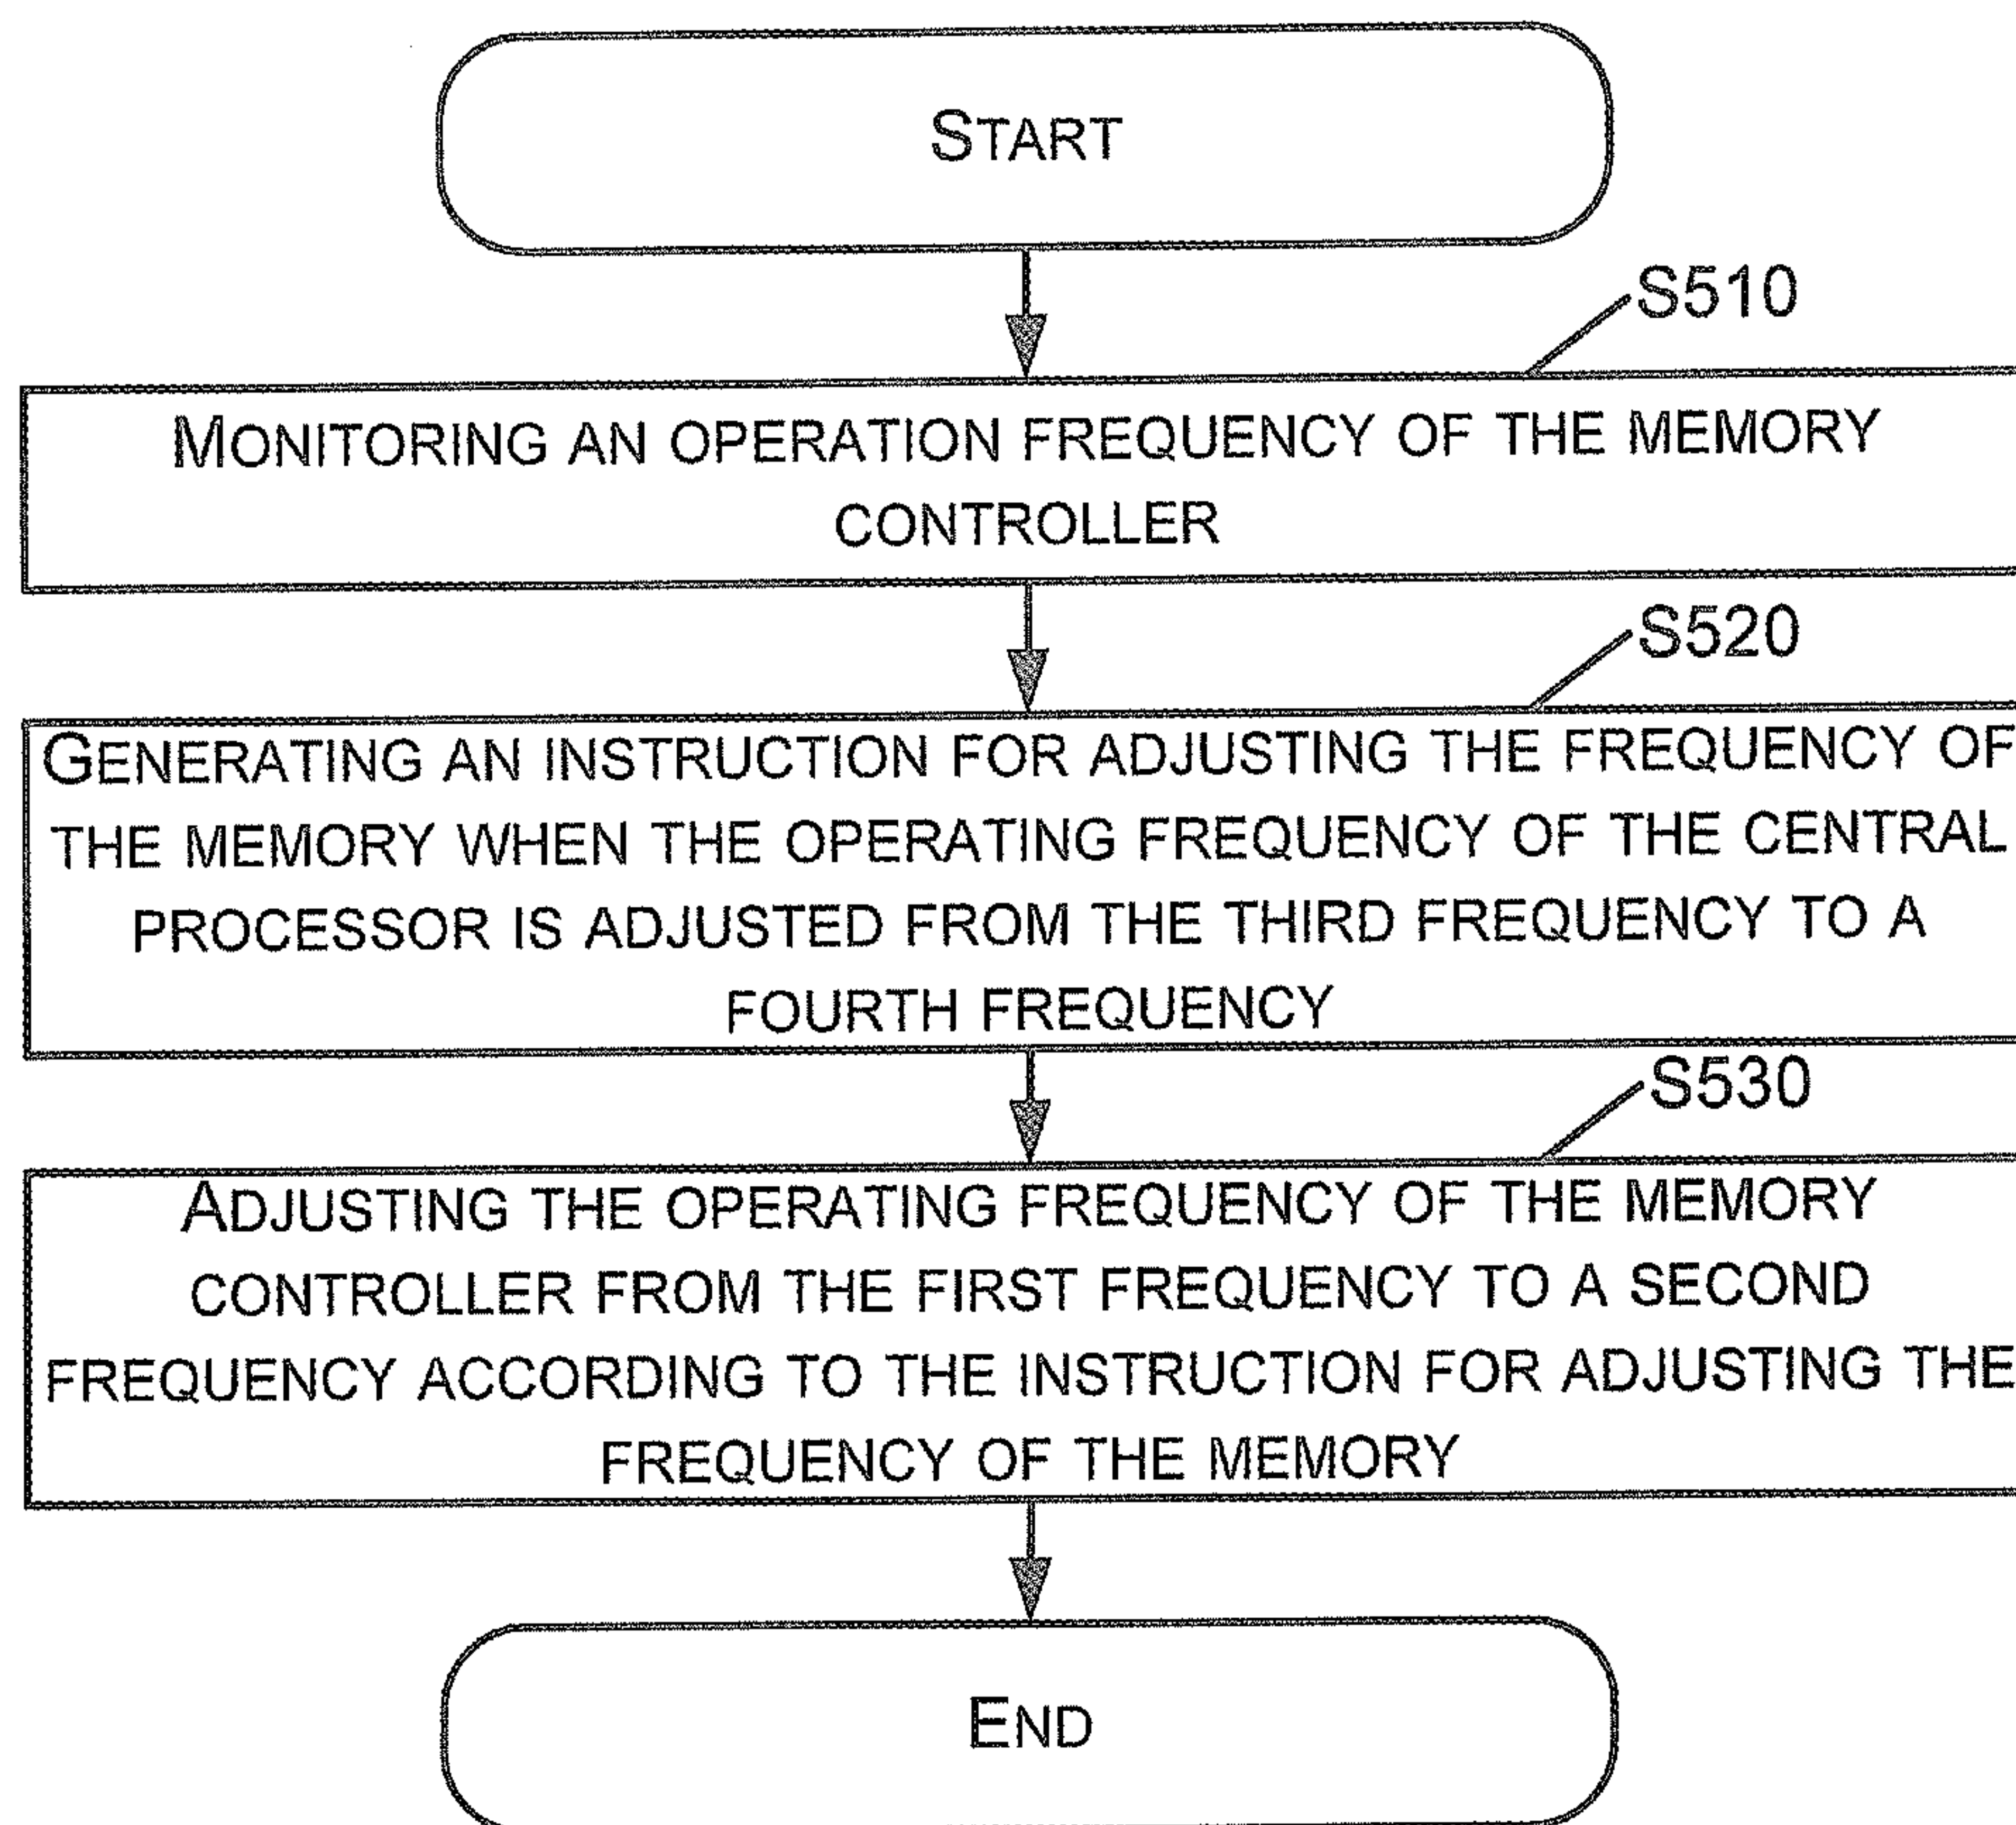 START
S510
MONITORING AN OPERATION FREQUENCY OF THE MEMORY
CONTROLLER
S520
GENERATING AN INSTRUCTION FOR ADJUSTING THE FREQUENCY OF
THE MEMORY WHEN THE OPERATING FREQUENCY OF THE CENTRAL
PROCESSOR IS ADJUSTED FROM THE THIRD FREQUENCY TO A
FOURTH FREQUENCY
S530
ADJUSTING THE OPERATING FREQUENCY OF THE MEMORY
CONTROLLER FROM THE FIRST FREQUENCY TO A SECOND
FREQUENCY ACCORDING TO THE INSTRUCTION FOR ADJUSTING THE
FREQUENCY OF THE MEMORY
END